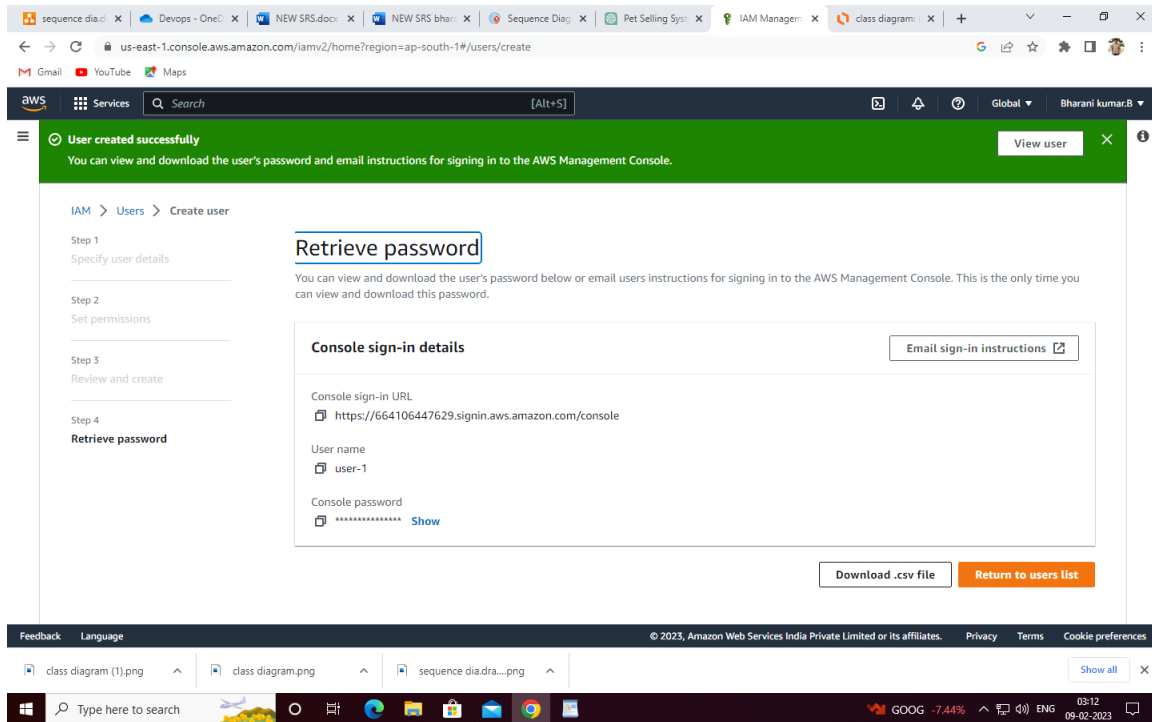 sequence dia.d
Devops - OneD
NEW SRS.docx
NEW SRS bhara
Sequence Diag
Pet Selling Syst
IAM Managem
class diagram:
us-east-1.console.aws.amazon.com/iamv2/home?region=ap-south-1#/users/create
Gmail YouTube Maps
aws Services Search [Alt+S] Global Bharani kumar.B
User created successfully
You can view and download the user's password and email instructions for signing in to the AWS Management Console.
View user
IAM > Users > Create user
Step 1
Specify user details
Step 2
Set permissions
Step 3
Review and create
Step 4
Retrieve password
Retrieve password
You can view and download the user's password below or email users instructions for signing in to the AWS Management Console. This is the only time you
can view and download this password.
Console sign-in details
Email sign-in instructions
Console sign-in URL
https://664106447629.signin.aws.amazon.com/console
User name
user-1
Console password
*************** Show
Download .csv file
Return to users list
Feedback Language © 2023, Amazon Web Services India Private Limited or its affiliates. Privacy Terms Cookie preferences
class diagram (1).png
class diagram.png
sequence dia.dra....png
Show all
Type here to search
GOOG -7.44% ENG 03:12
09-02-2023